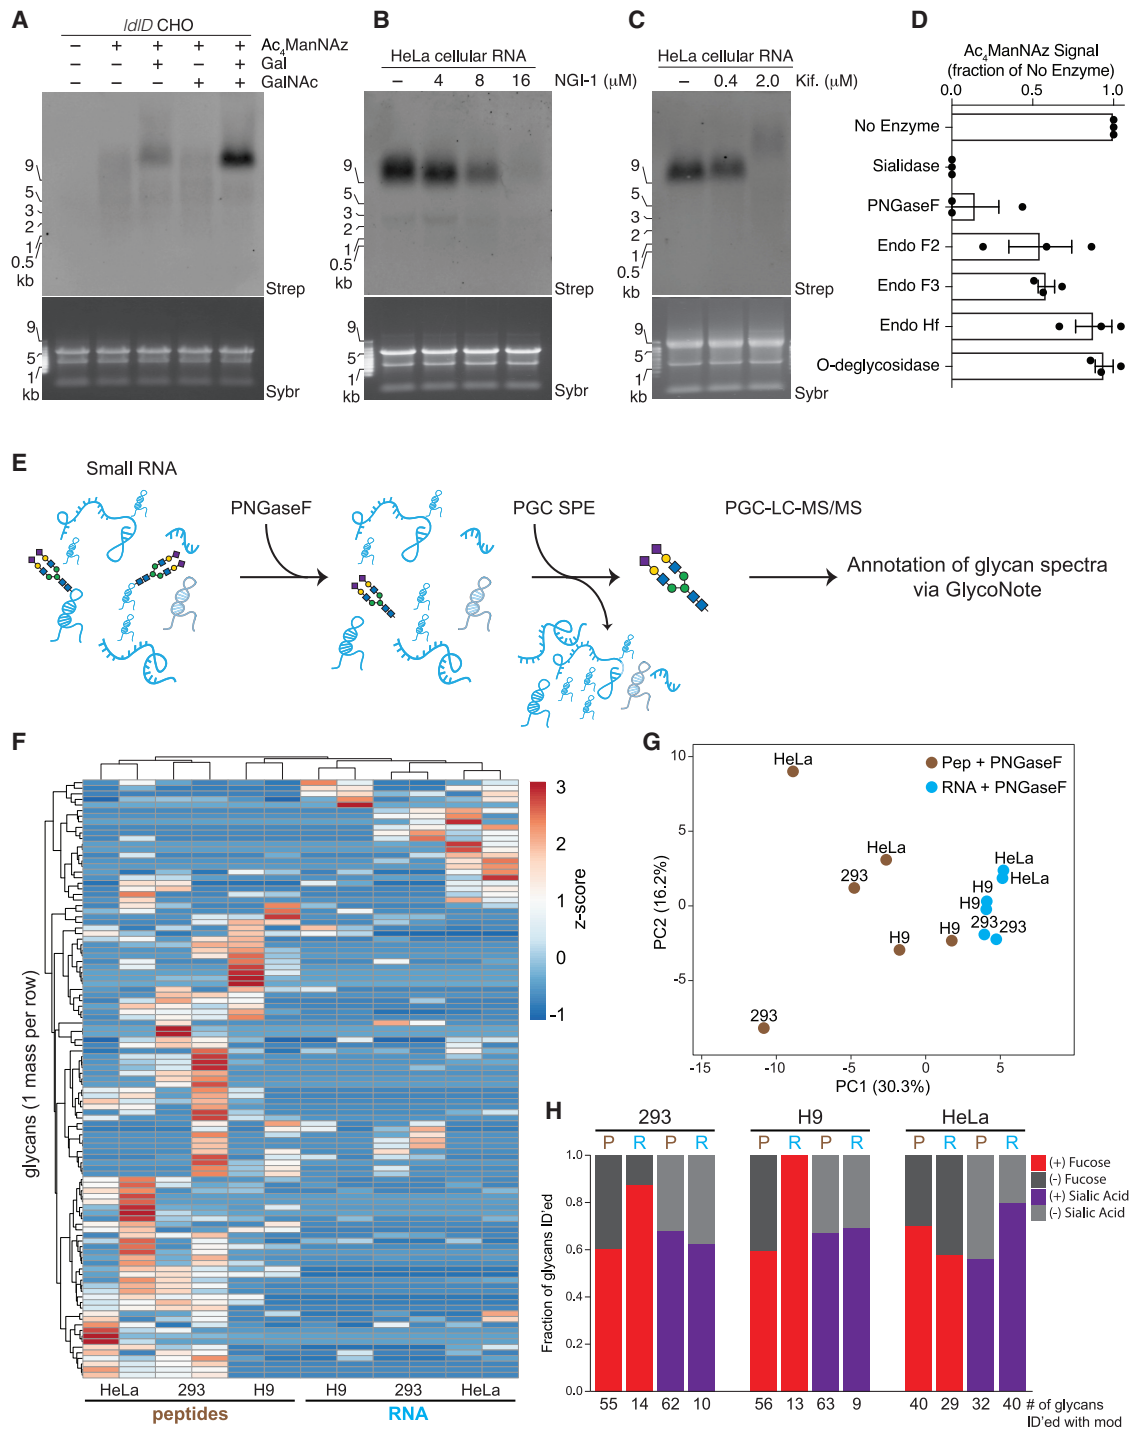 A
ldlD CHO
− + + + + Ac4ManNAz
− − + − + Gal
− − − + + GalNAc
9
5
3
2
1
0.5
kb
Strep
9
5
1
kb
Sybr
B
HeLa cellular RNA
− 4 8 16 NGI-1 (μM)
9
5
3
2
1
0.5
kb
Strep
9
5
1
kb
Sybr
C
HeLa cellular RNA
− 0.4 2.0 Kif. (μM)
9
5
3
2
1
0.5
kb
Strep
9
5
1
kb
Sybr
D
Ac4ManNAz Signal
(fraction of No Enzyme)
0.0 0.5 1.0
No Enzyme
Sialidase
PNGaseF
Endo F2
Endo F3
Endo Hf
O-deglycosidase
E
Small RNA
PNGaseF
PGC SPE
PGC-LC-MS/MS
Annotation of glycan spectra
via GlycoNote
F
glycans (1 mass per row)
3
2
1
0
-1
z-score
HeLa 293 H9 H9 293 HeLa
peptides RNA
G
10
5
0
-5
PC2 (16.2%)
-15 -10 -5 0 5
PC1 (30.3%)
Pep + PNGaseF
RNA + PNGaseF
HeLa
HeLa
293
HeLa
HeLa
H9
H9
293 293
H9
H9
293
H
293 H9 HeLa
P R P R P R P R P R P R
1.0
0.8
0.6
0.4
0.2
0.0
Fraction of glycans ID'ed
(+) Fucose
(-) Fucose
(+) Sialic Acid
(-) Sialic Acid
55 14 62 10 56 13 63 9 40 29 32 40 # of glycans
ID'ed with mod